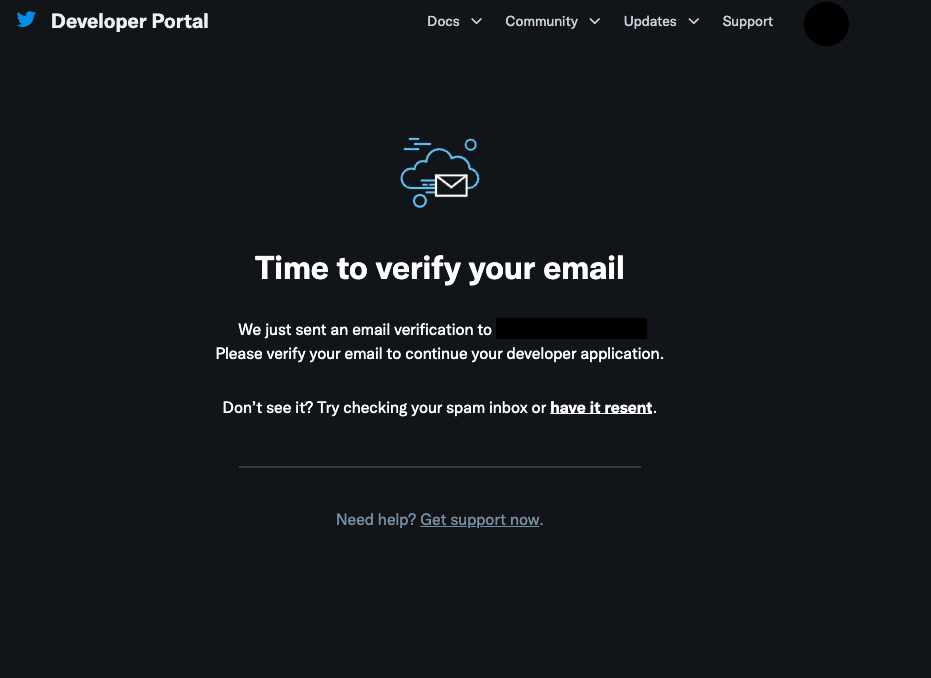 Developer Portal
Docs Community Updates Support
Time to verify your email
We just sent an email verification to
Please verify your email to continue your developer application.
Don’t see it? Try checking your spam inbox or have it resent.
Need help? Get support now.